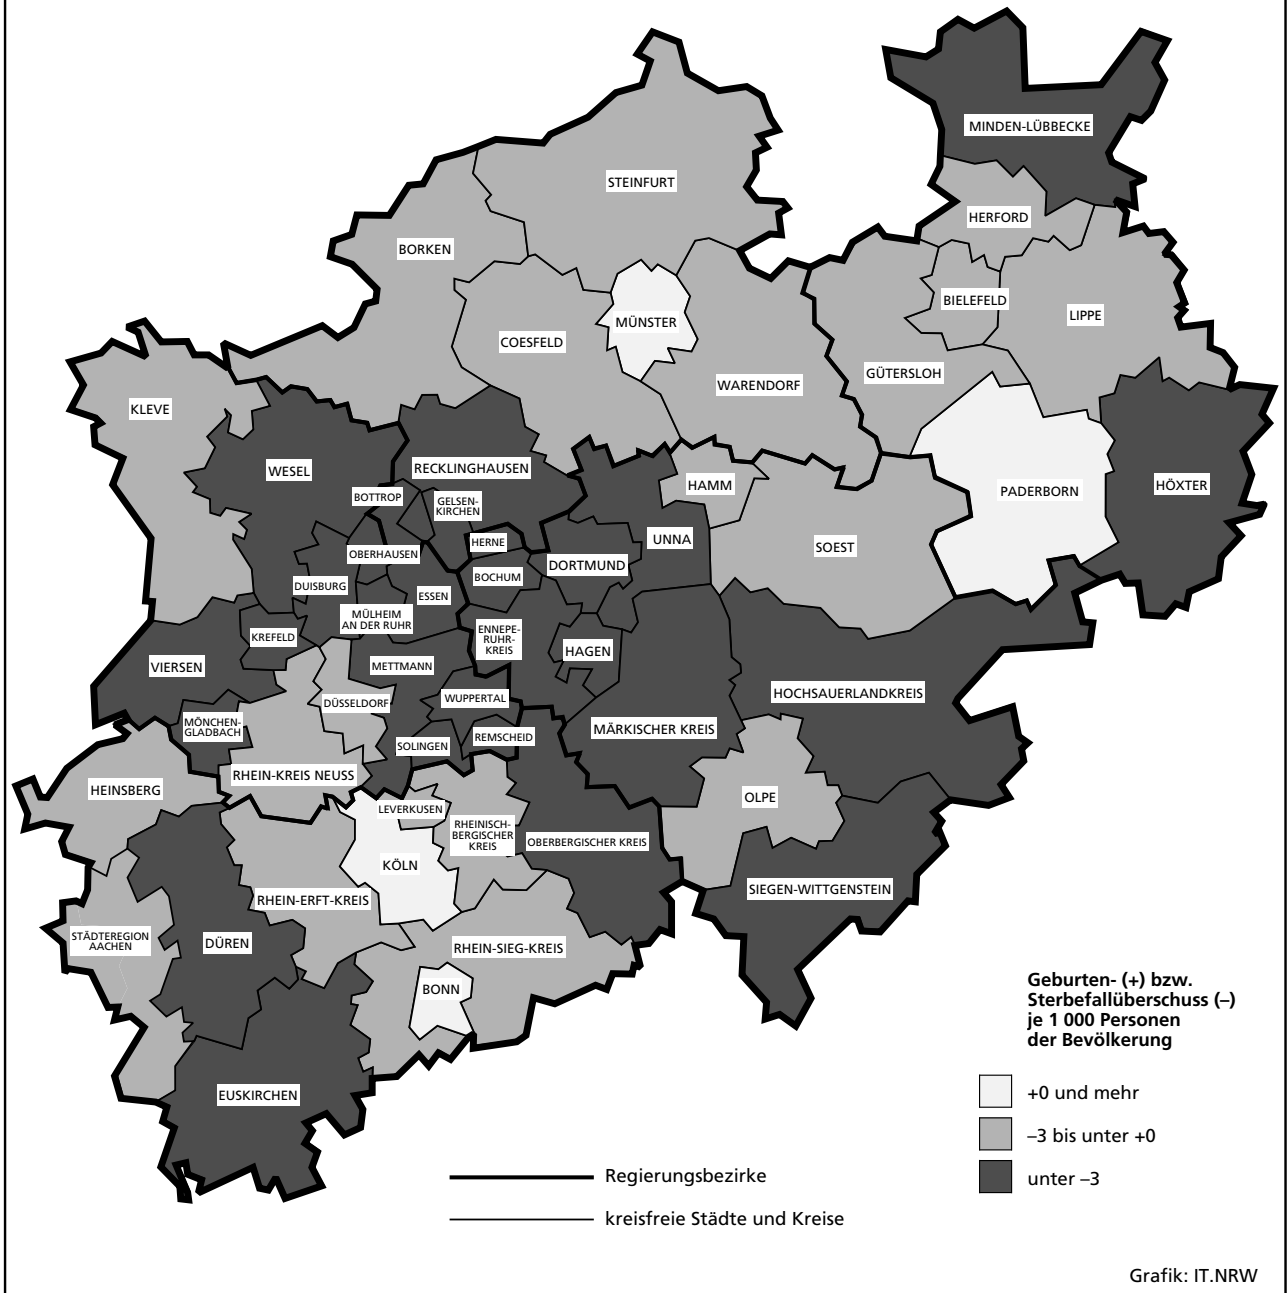 MINDEN-LÜBBECKE
STEINFURT
HERFORD
BORKEN
BIELEFELD
LIPPE
MÜNSTER
COESFELD
GÜTERSLOH
WARENDORF
KLEVE
WESEL
RECKLINGHAUSEN
HAMM
HÖXTER
PADERBORN
BOTTROP
GELSEN-
KIRCHEN
UNNA
HERNE
SOEST
OBERHAUSEN
DORTMUND
BOCHUM
DUISBURG
ESSEN
MÜLHEIM
AN DER RUHR
KREFELD
ENNEPE-
RUHR-
KREIS
HAGEN
VIERSEN
METTMANN
HOCHSAUERLANDKREIS
WUPPERTAL
DÜSSELDORF
MÖNCHEN-
GLADBACH
MÄRKISCHER KREIS
REMSCHEID
SOLINGEN
RHEIN-KREIS NEUSS
HEINSBERG
OLPE
LEVERKUSEN
RHEINISCH-
BERGISCHER
KREIS
OBERBERGISCHER KREIS
KÖLN
SIEGEN-WITTGENSTEIN
RHEIN-ERFT-KREIS
STÄDTEREGION
AACHEN
DÜREN
RHEIN-SIEG-KREIS
BONN
EUSKIRCHEN
Geburten- (+) bzw.
Sterbefallüberschuss (–)
je 1 000 Personen
der Bevölkerung
+0 und mehr
–3 bis unter +0
unter –3
Regierungsbezirke
kreisfreie Städte und Kreise
Grafik: IT.NRW